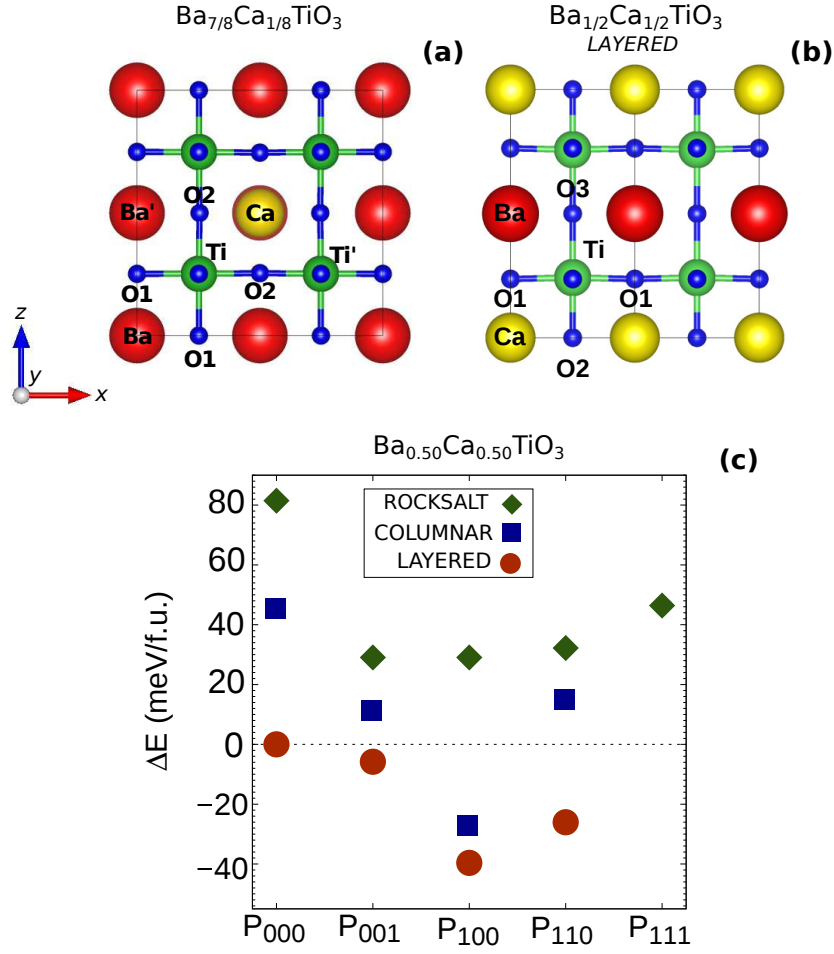 Ba7/8Ca1/8TiO3
(a)
Ba' O2 Ca
Ti Ti'
O1 O2
Ba
O1
z
y
x
Ba1/2Ca1/2TiO3
LAYERED
(b)
O3
Ba
Ti
O1 O1
Ca
O2
Ba0.50Ca0.50TiO3
(c)
ROCKSALT
COLUMNAR
LAYERED
ΔE (meV/f.u.)
80
60
40
20
0
−20
−40
P000 P001 P100 P110 P111